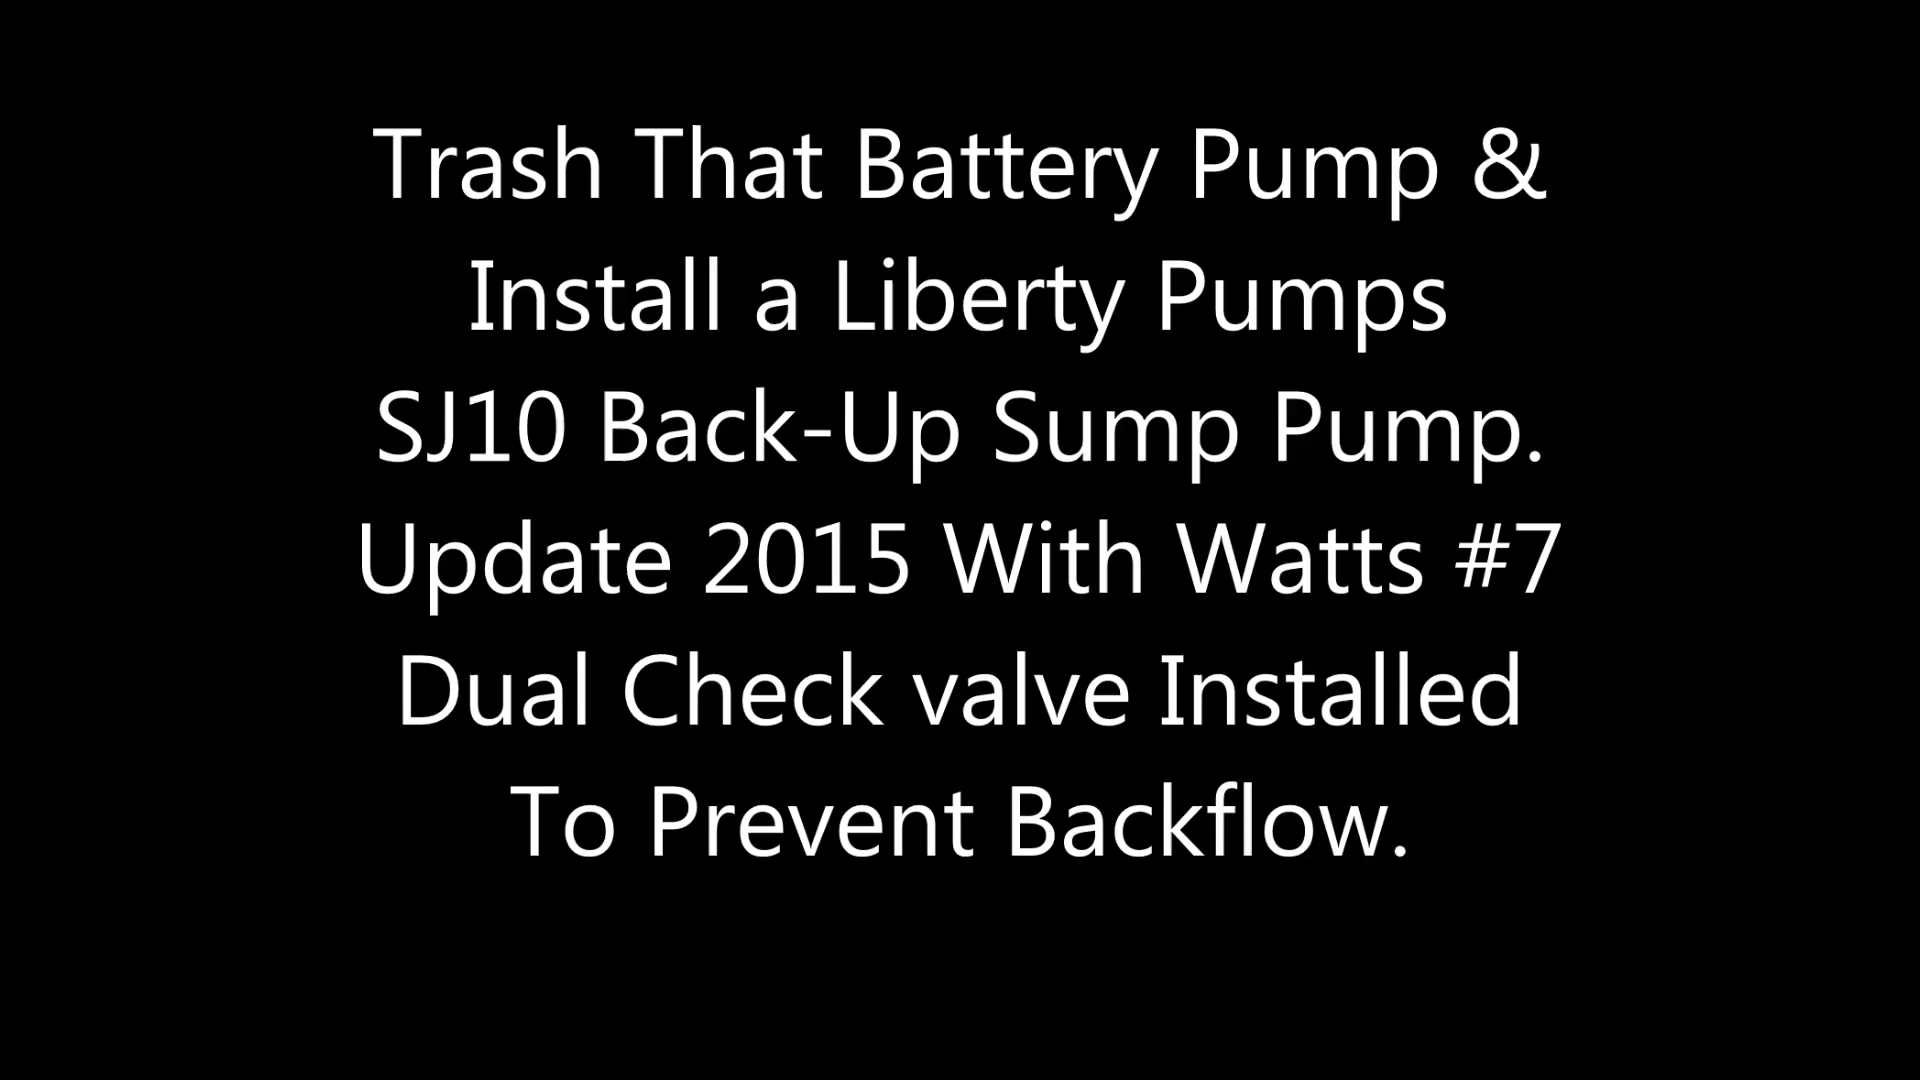 Trash That Battery Pump &
Install a Liberty Pumps
SJ10 Back-Up Sump Pump.
Update 2015 With Watts #7
Dual Check valve Installed
To Prevent Backflow.